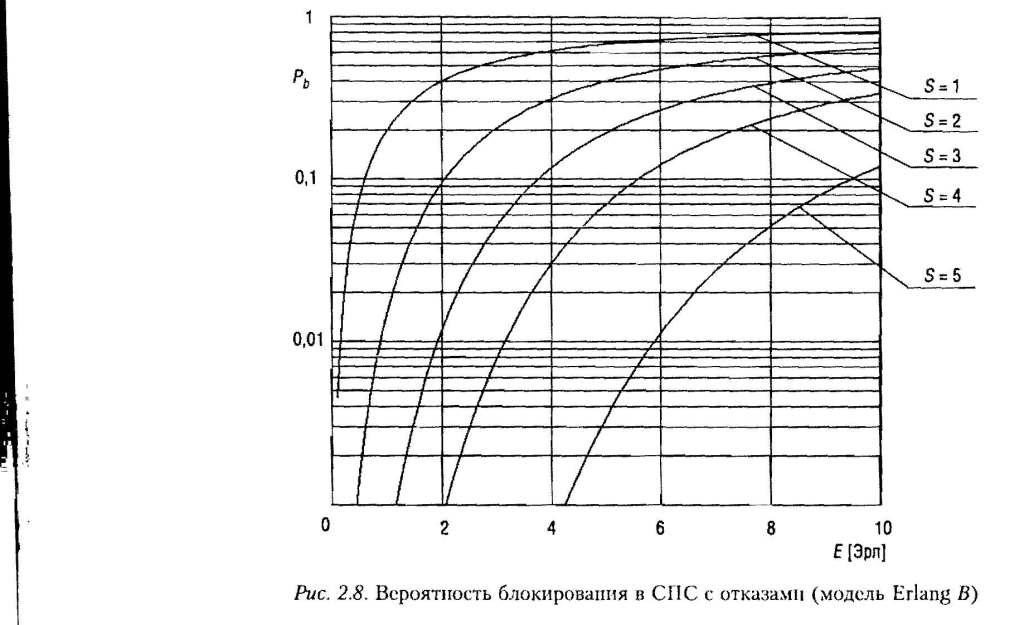 1
P_b
S = 1
S = 2
S = 3
0,1
S = 4
S = 5
0,01
0 2 4 6 8 10
E [Эрл]
Рис. 2.8. Вероятность блокирования в СПС с отказами (модель Erlang B)